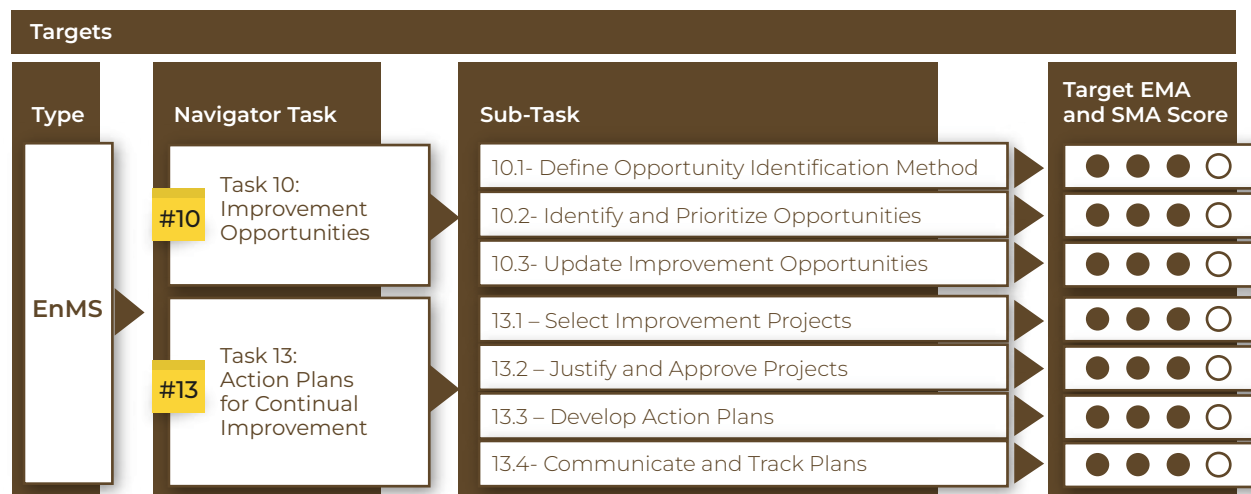 Targets
Type
Navigator Task
Sub-Task
Target EMA
and SMA Score
EnMS
#10
Task 10:
Improvement
Opportunities
10.1- Define Opportunity Identification Method
10.2- Identify and Prioritize Opportunities
10.3- Update Improvement Opportunities
#13
Task 13:
Action Plans
for Continual
Improvement
13.1 – Select Improvement Projects
13.2 – Justify and Approve Projects
13.3 – Develop Action Plans
13.4- Communicate and Track Plans